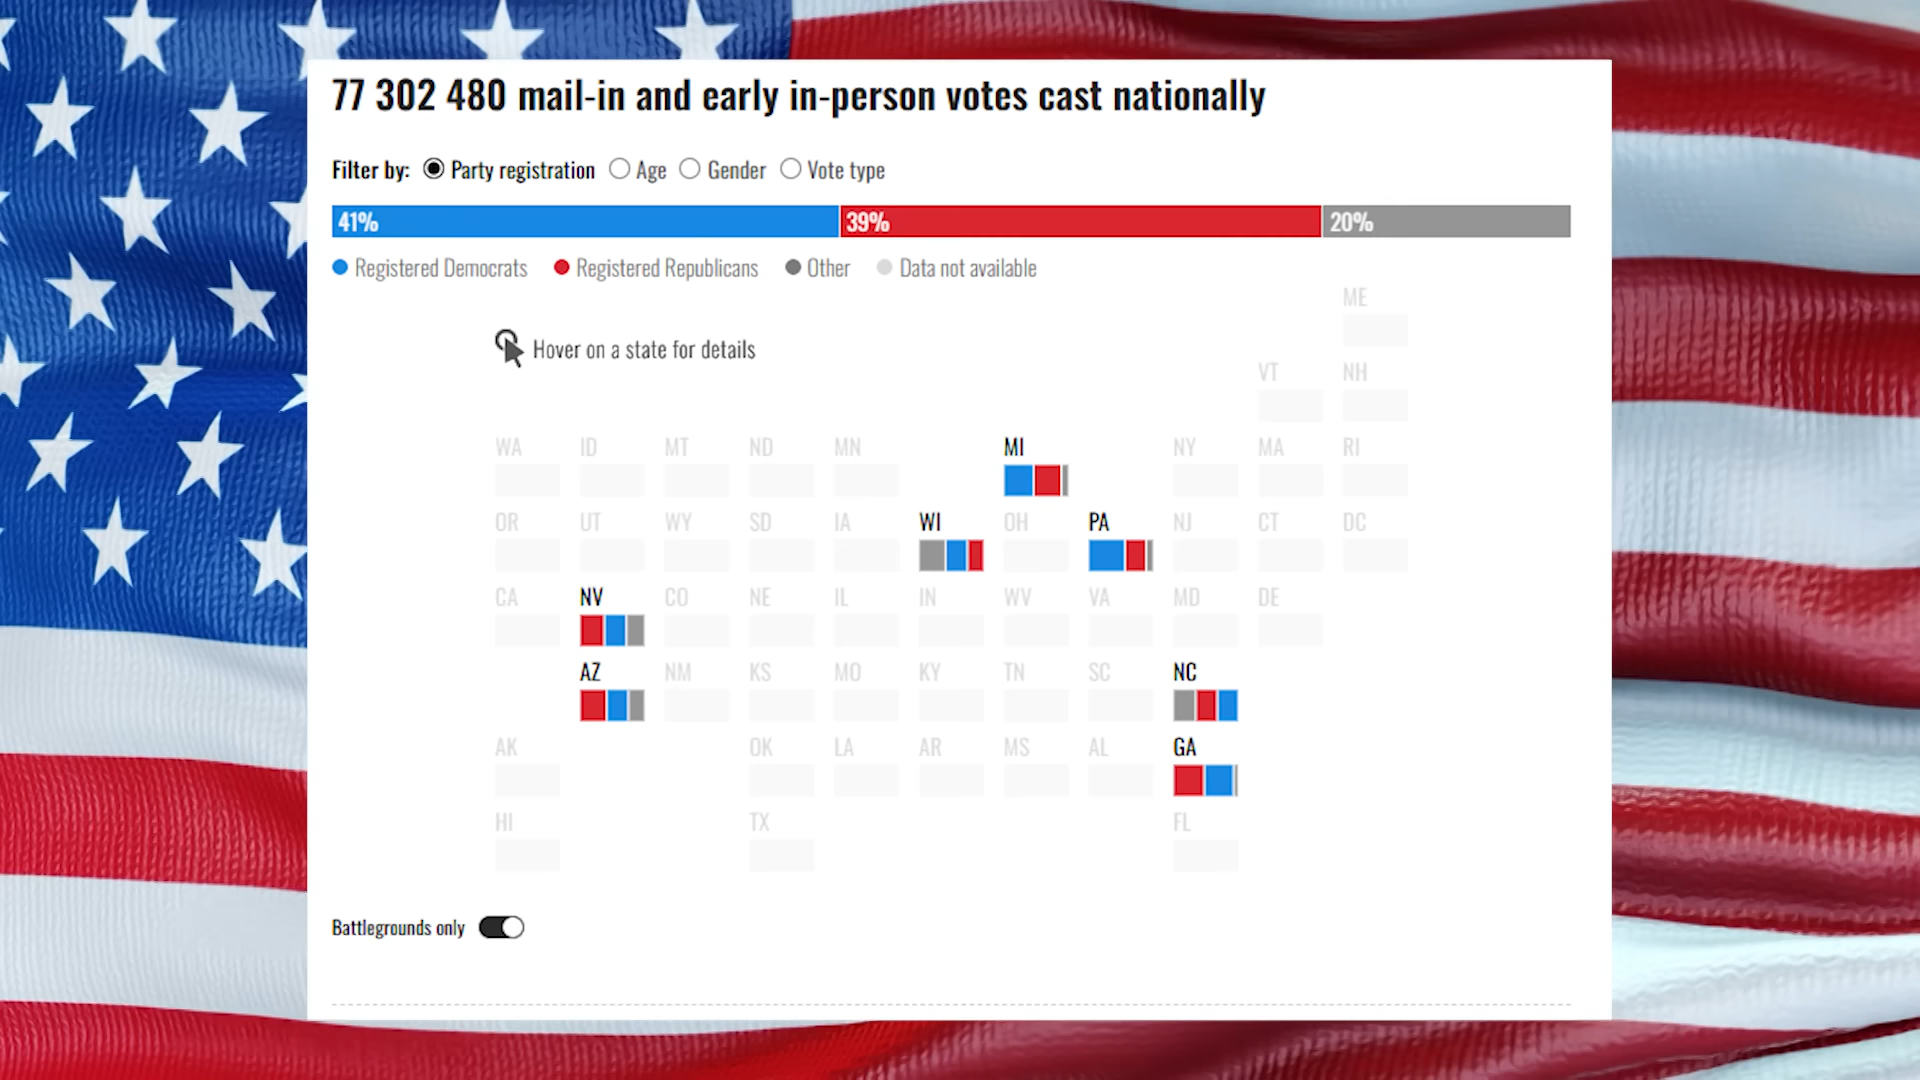 77 302 480 mail-in and early in-person votes cast nationally
Filter by: Party registration Age Gender Vote type
41% 39% 20%
Registered Democrats Registered Republicans Other Data not available
ME
Hover on a state for details
VT NH
WA ID MT ND MN MI NY MA RI
OR UT WY SD IA WI OH PA NJ CT DC
CA NV CO NE IL IN WV VA MD DE
AZ NM KS MO KY TN SC NC
AK OK LA AR MS AL GA
HI TX FL
Battlegrounds only